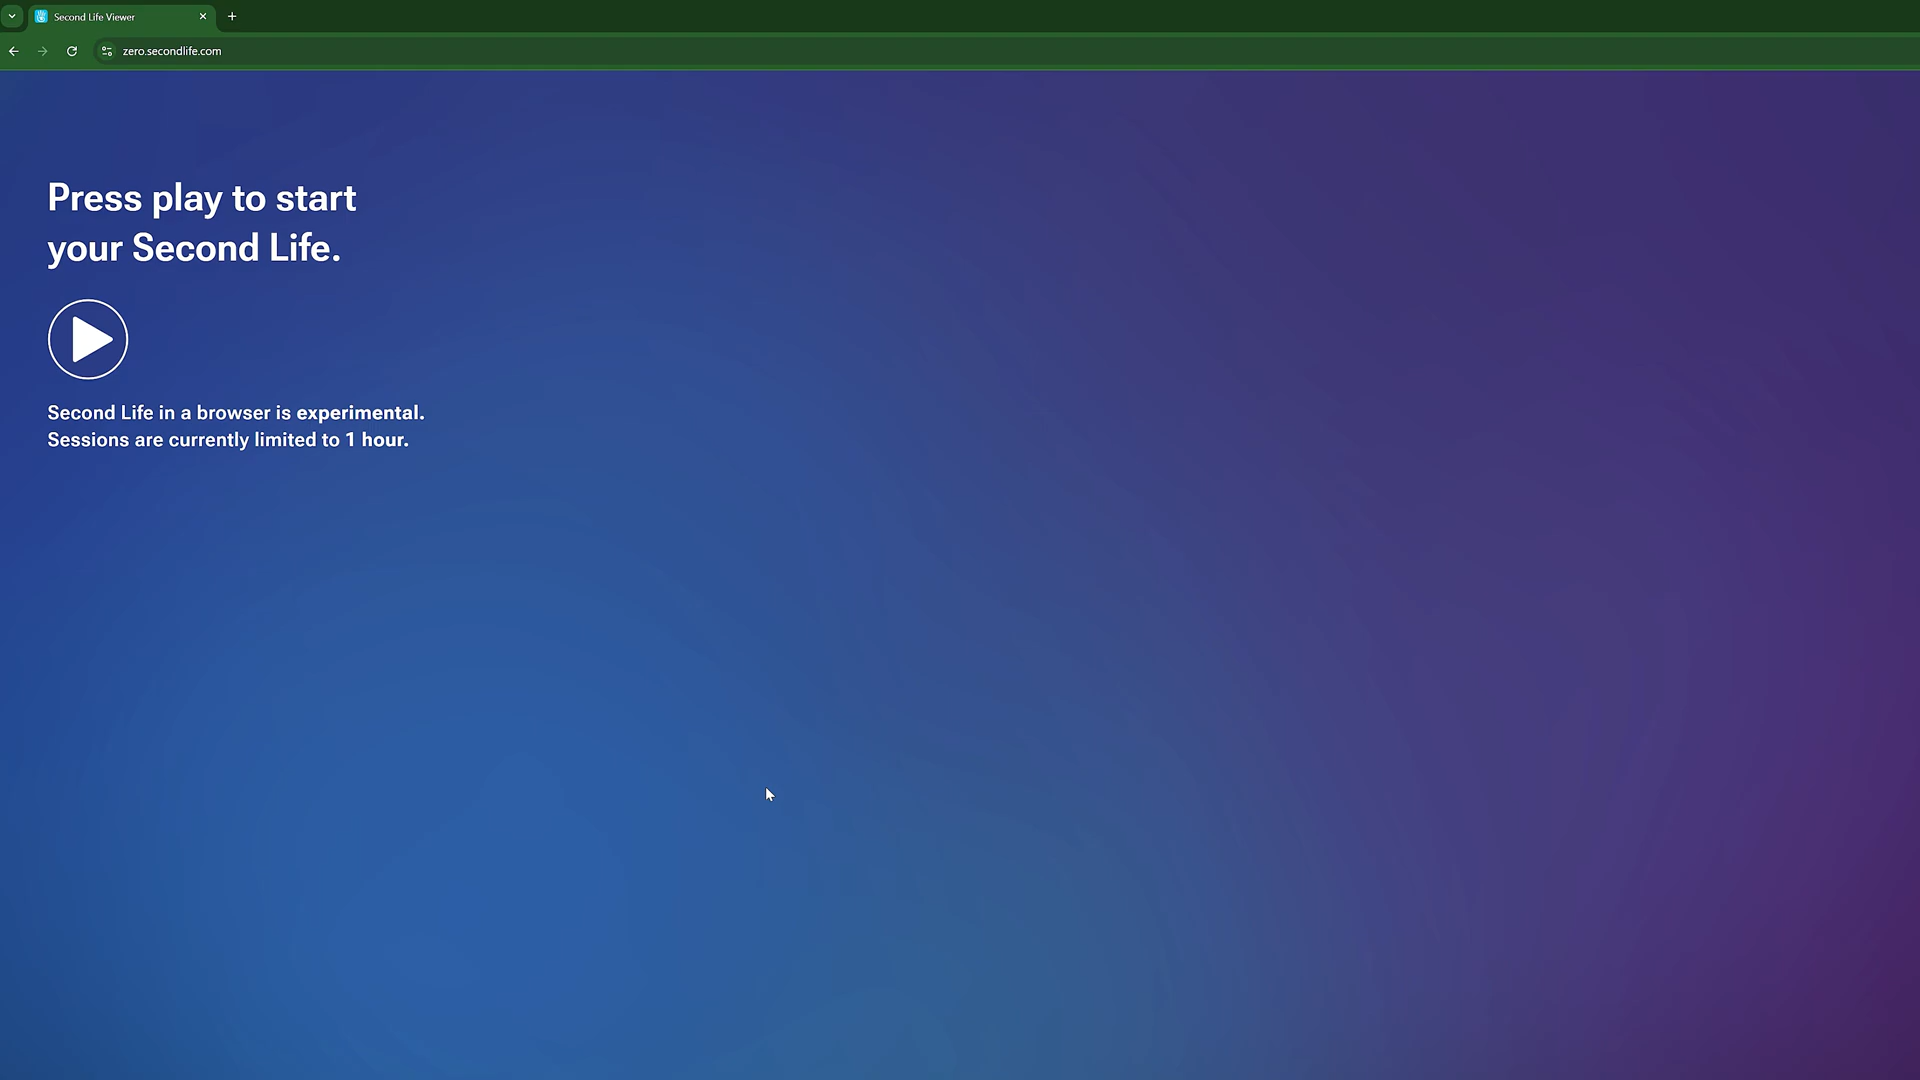 Second Life Viewer
zero.secondlife.com
Press play to start
your Second Life.
Second Life in a browser is experimental.
Sessions are currently limited to 1 hour.